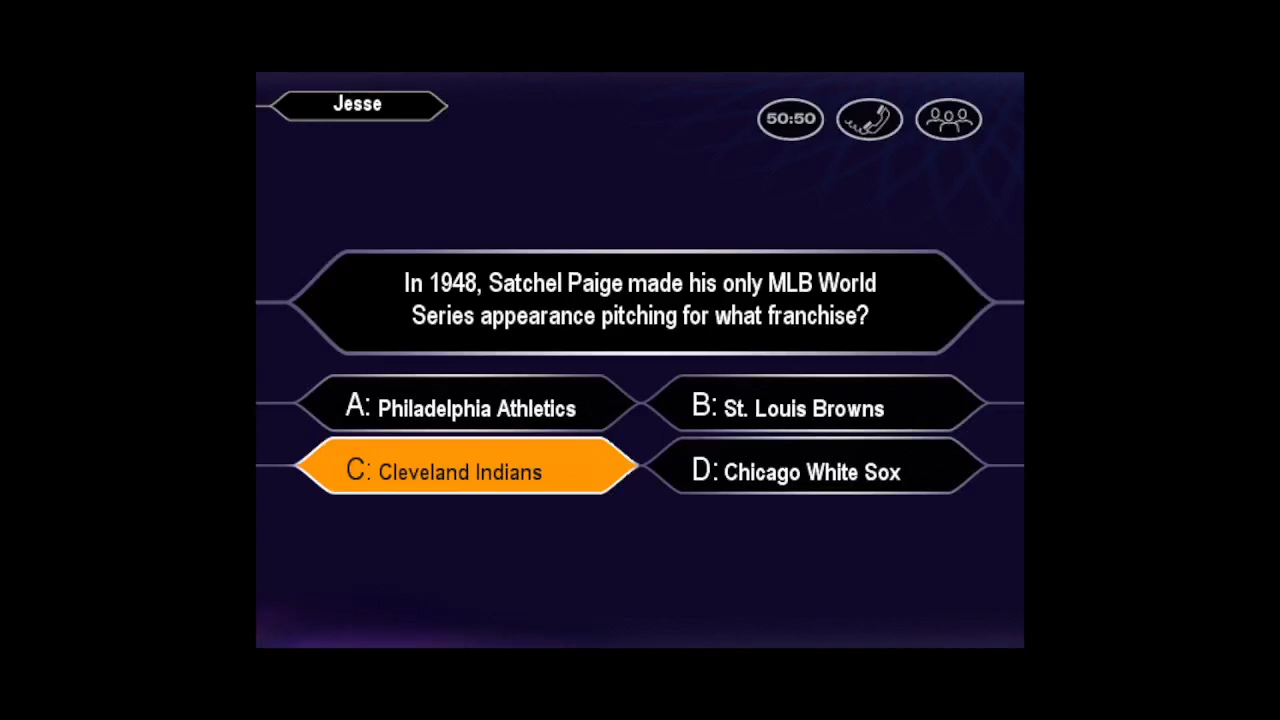 Jesse
50:50
In 1948, Satchel Paige made his only MLB World
Series appearance pitching for what franchise?
A: Philadelphia Athletics
B: St. Louis Browns
C: Cleveland Indians
D: Chicago White Sox